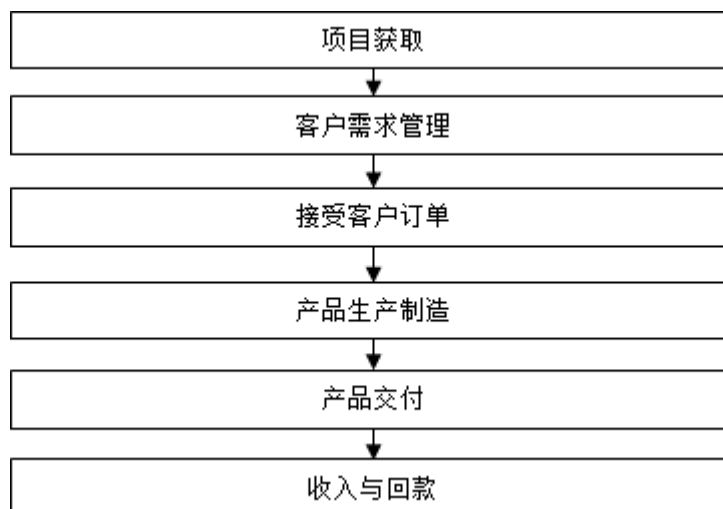 项目获取
客户需求管理
接受客户订单
产品生产制造
产品交付
收入与回款